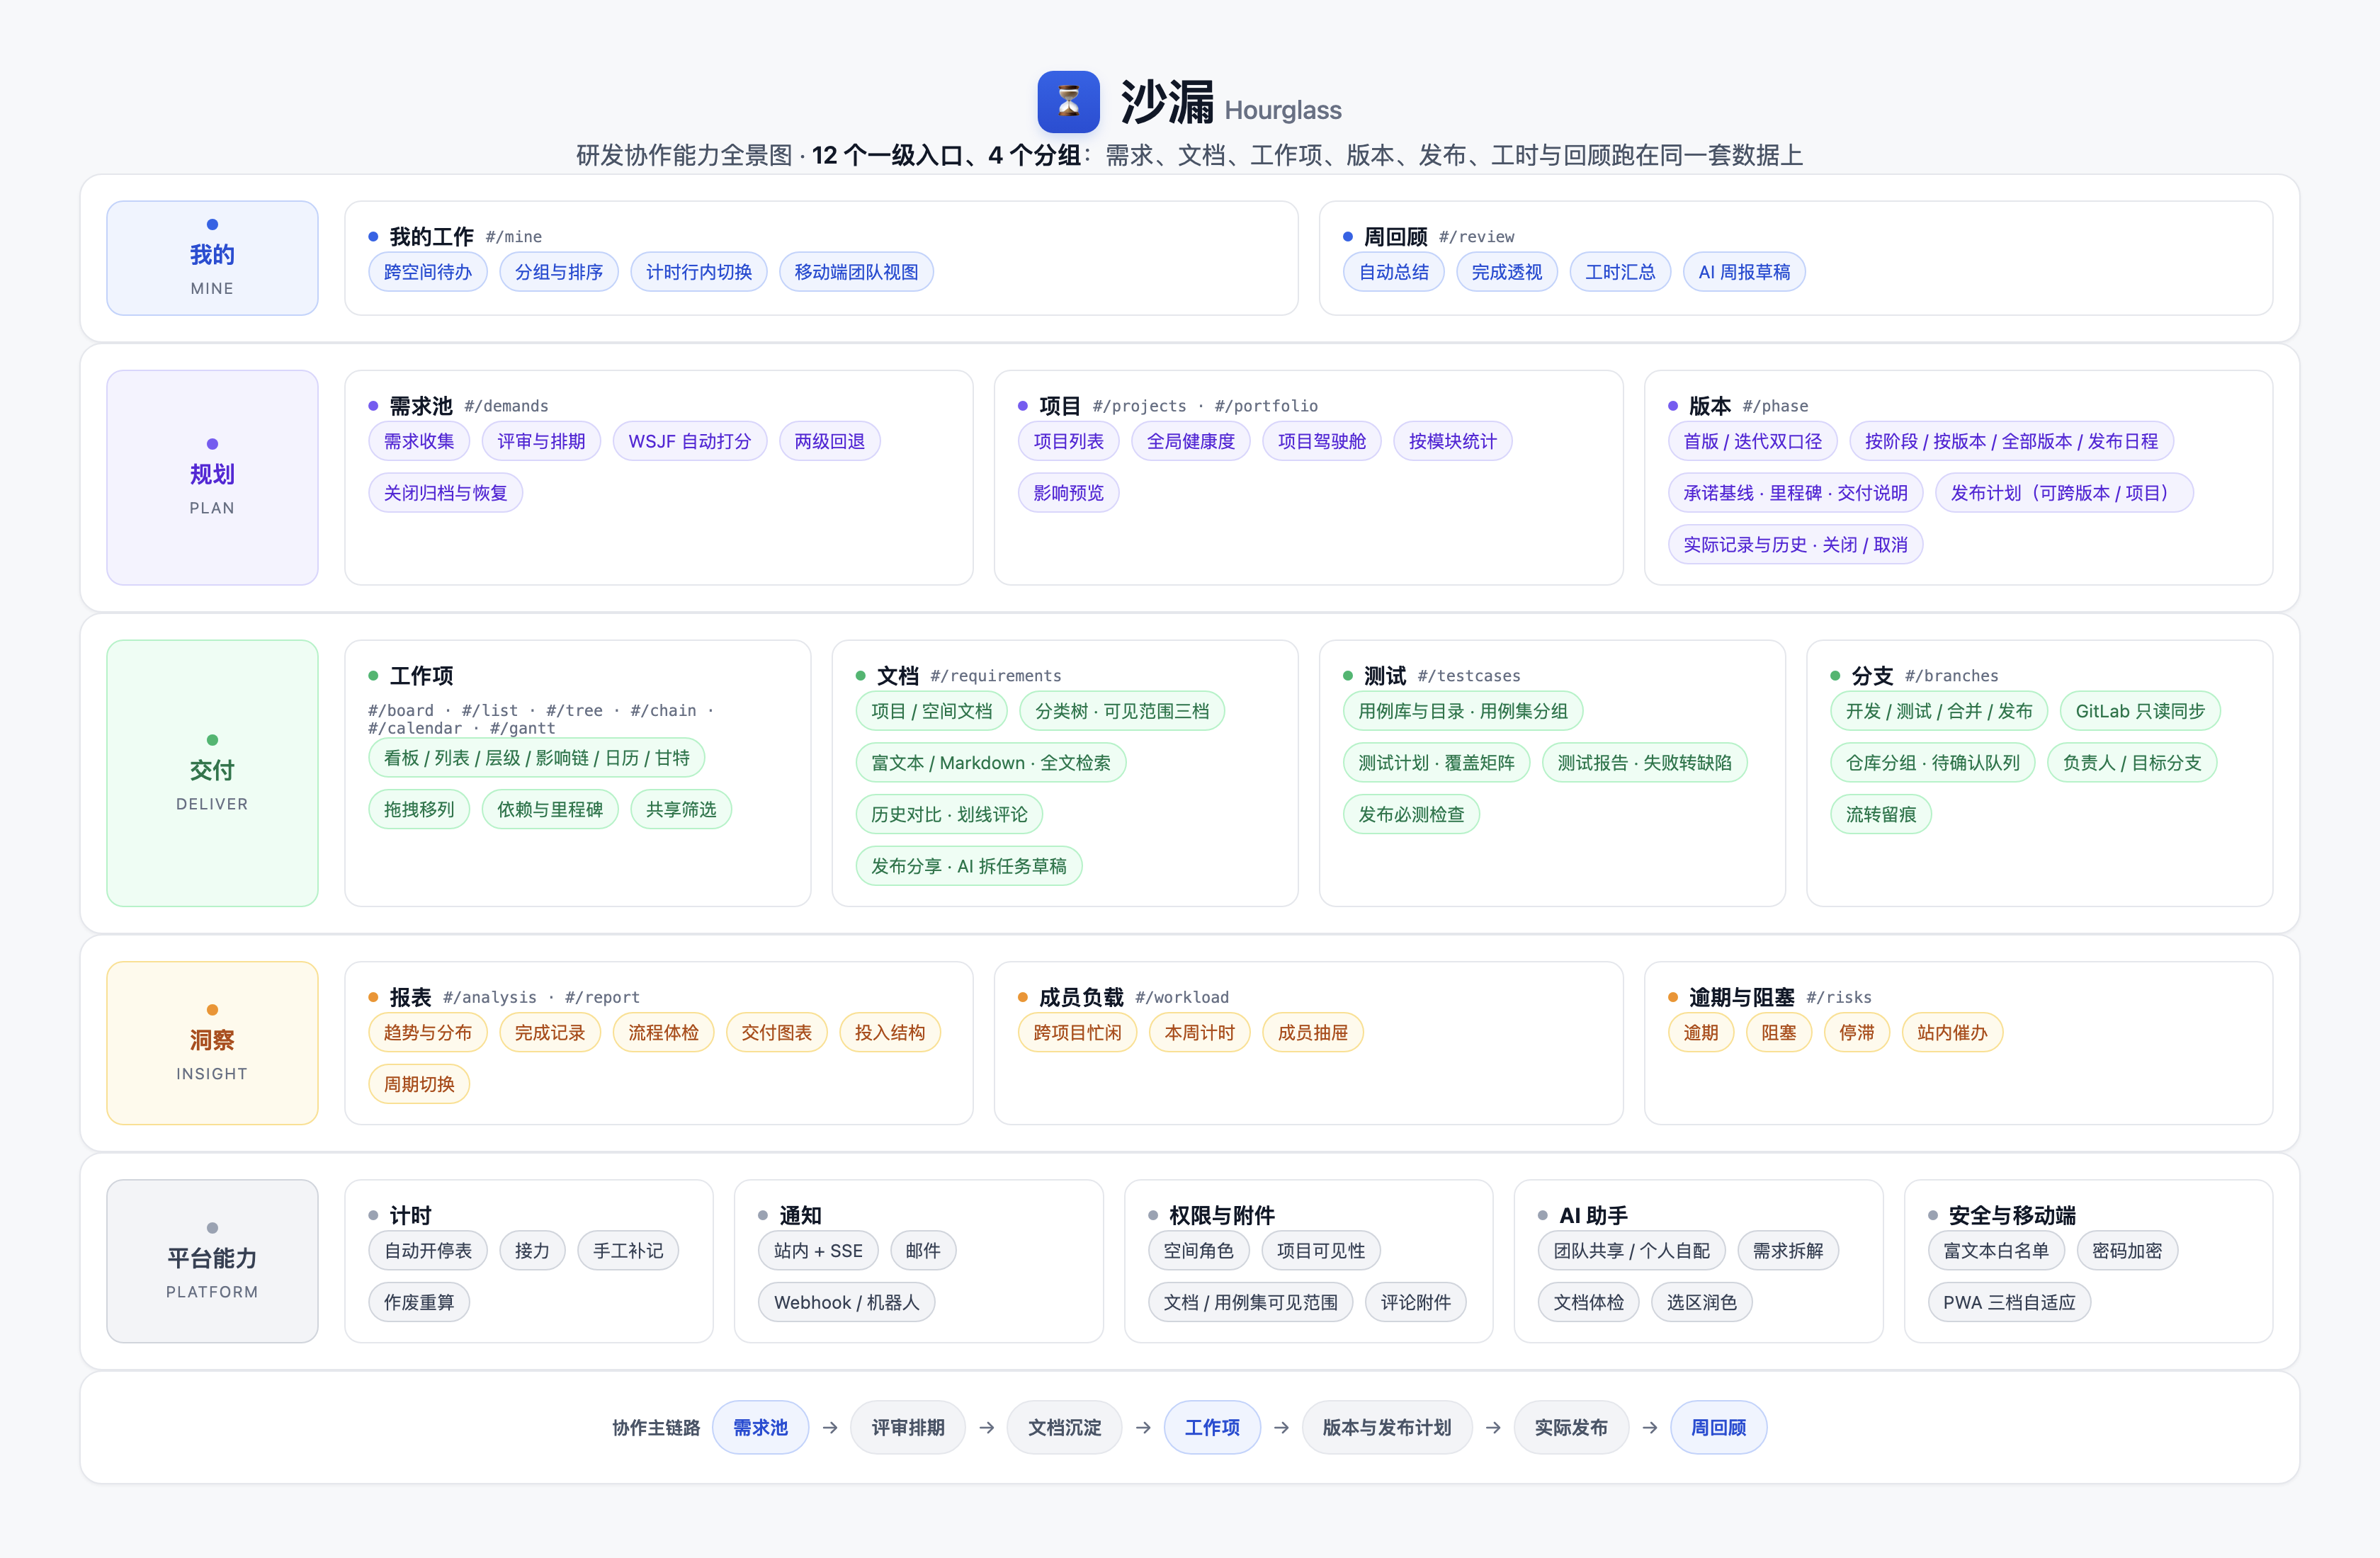 沙漏 Hourglass
研发协作能力全景图 · 12 个一级入口、4 个分组：需求、文档、工作项、版本、发布、工时与回顾跑在同一套数据上
我的
MINE
我的工作 #/mine
跨空间待办 分组与排序 计时行内切换 移动端团队视图
周回顾 #/review
自动总结 完成透视 工时汇总 AI 周报草稿
规划
PLAN
需求池 #/demands
需求收集 评审与排期 WSJF 自动打分 两级回退
关闭归档与恢复
项目 #/projects · #/portfolio
项目列表 全局健康度 项目驾驶舱 按模块统计
影响预览
版本 #/phase
首版 / 迭代双口径 按阶段 / 按版本 / 全部版本 / 发布日程
承诺基线 · 里程碑 · 交付说明 发布计划（可跨版本 / 项目）
实际记录与历史 · 关闭 / 取消
交付
DELIVER
工作项
#/board · #/list · #/tree · #/chain ·
#/calendar · #/gantt
看板 / 列表 / 层级 / 影响链 / 日历 / 甘特
拖拽移列 依赖与里程碑 共享筛选
文档 #/requirements
项目 / 空间文档 分类树 · 可见范围三档
富文本 / Markdown · 全文检索
历史对比 · 划线评论
发布分享 · AI 拆任务草稿
测试 #/testcases
用例库与目录 · 用例集分组
测试计划 · 覆盖矩阵 测试报告 · 失败转缺陷
发布必测检查
分支 #/branches
开发 / 测试 / 合并 / 发布 GitLab 只读同步
仓库分组 · 待确认队列 负责人 / 目标分支
流转留痕
洞察
INSIGHT
报表 #/analysis · #/report
趋势与分布 完成记录 流程体检 交付图表 投入结构
周期切换
成员负载 #/workload
跨项目忙闲 本周计时 成员抽屉
逾期与阻塞 #/risks
逾期 阻塞 停滞 站内催办
平台能力
PLATFORM
计时
自动开停表 接力 手工补记
作废重算
通知
站内 + SSE 邮件
Webhook / 机器人
权限与附件
空间角色 项目可见性
文档 / 用例集可见范围 评论附件
AI 助手
团队共享 / 个人自配 需求拆解
文档体检 选区润色
安全与移动端
富文本白名单 密码加密
PWA 三档自适应
协作主链路 需求池 → 评审排期 → 文档沉淀 → 工作项 → 版本与发布计划 → 实际发布 → 周回顾